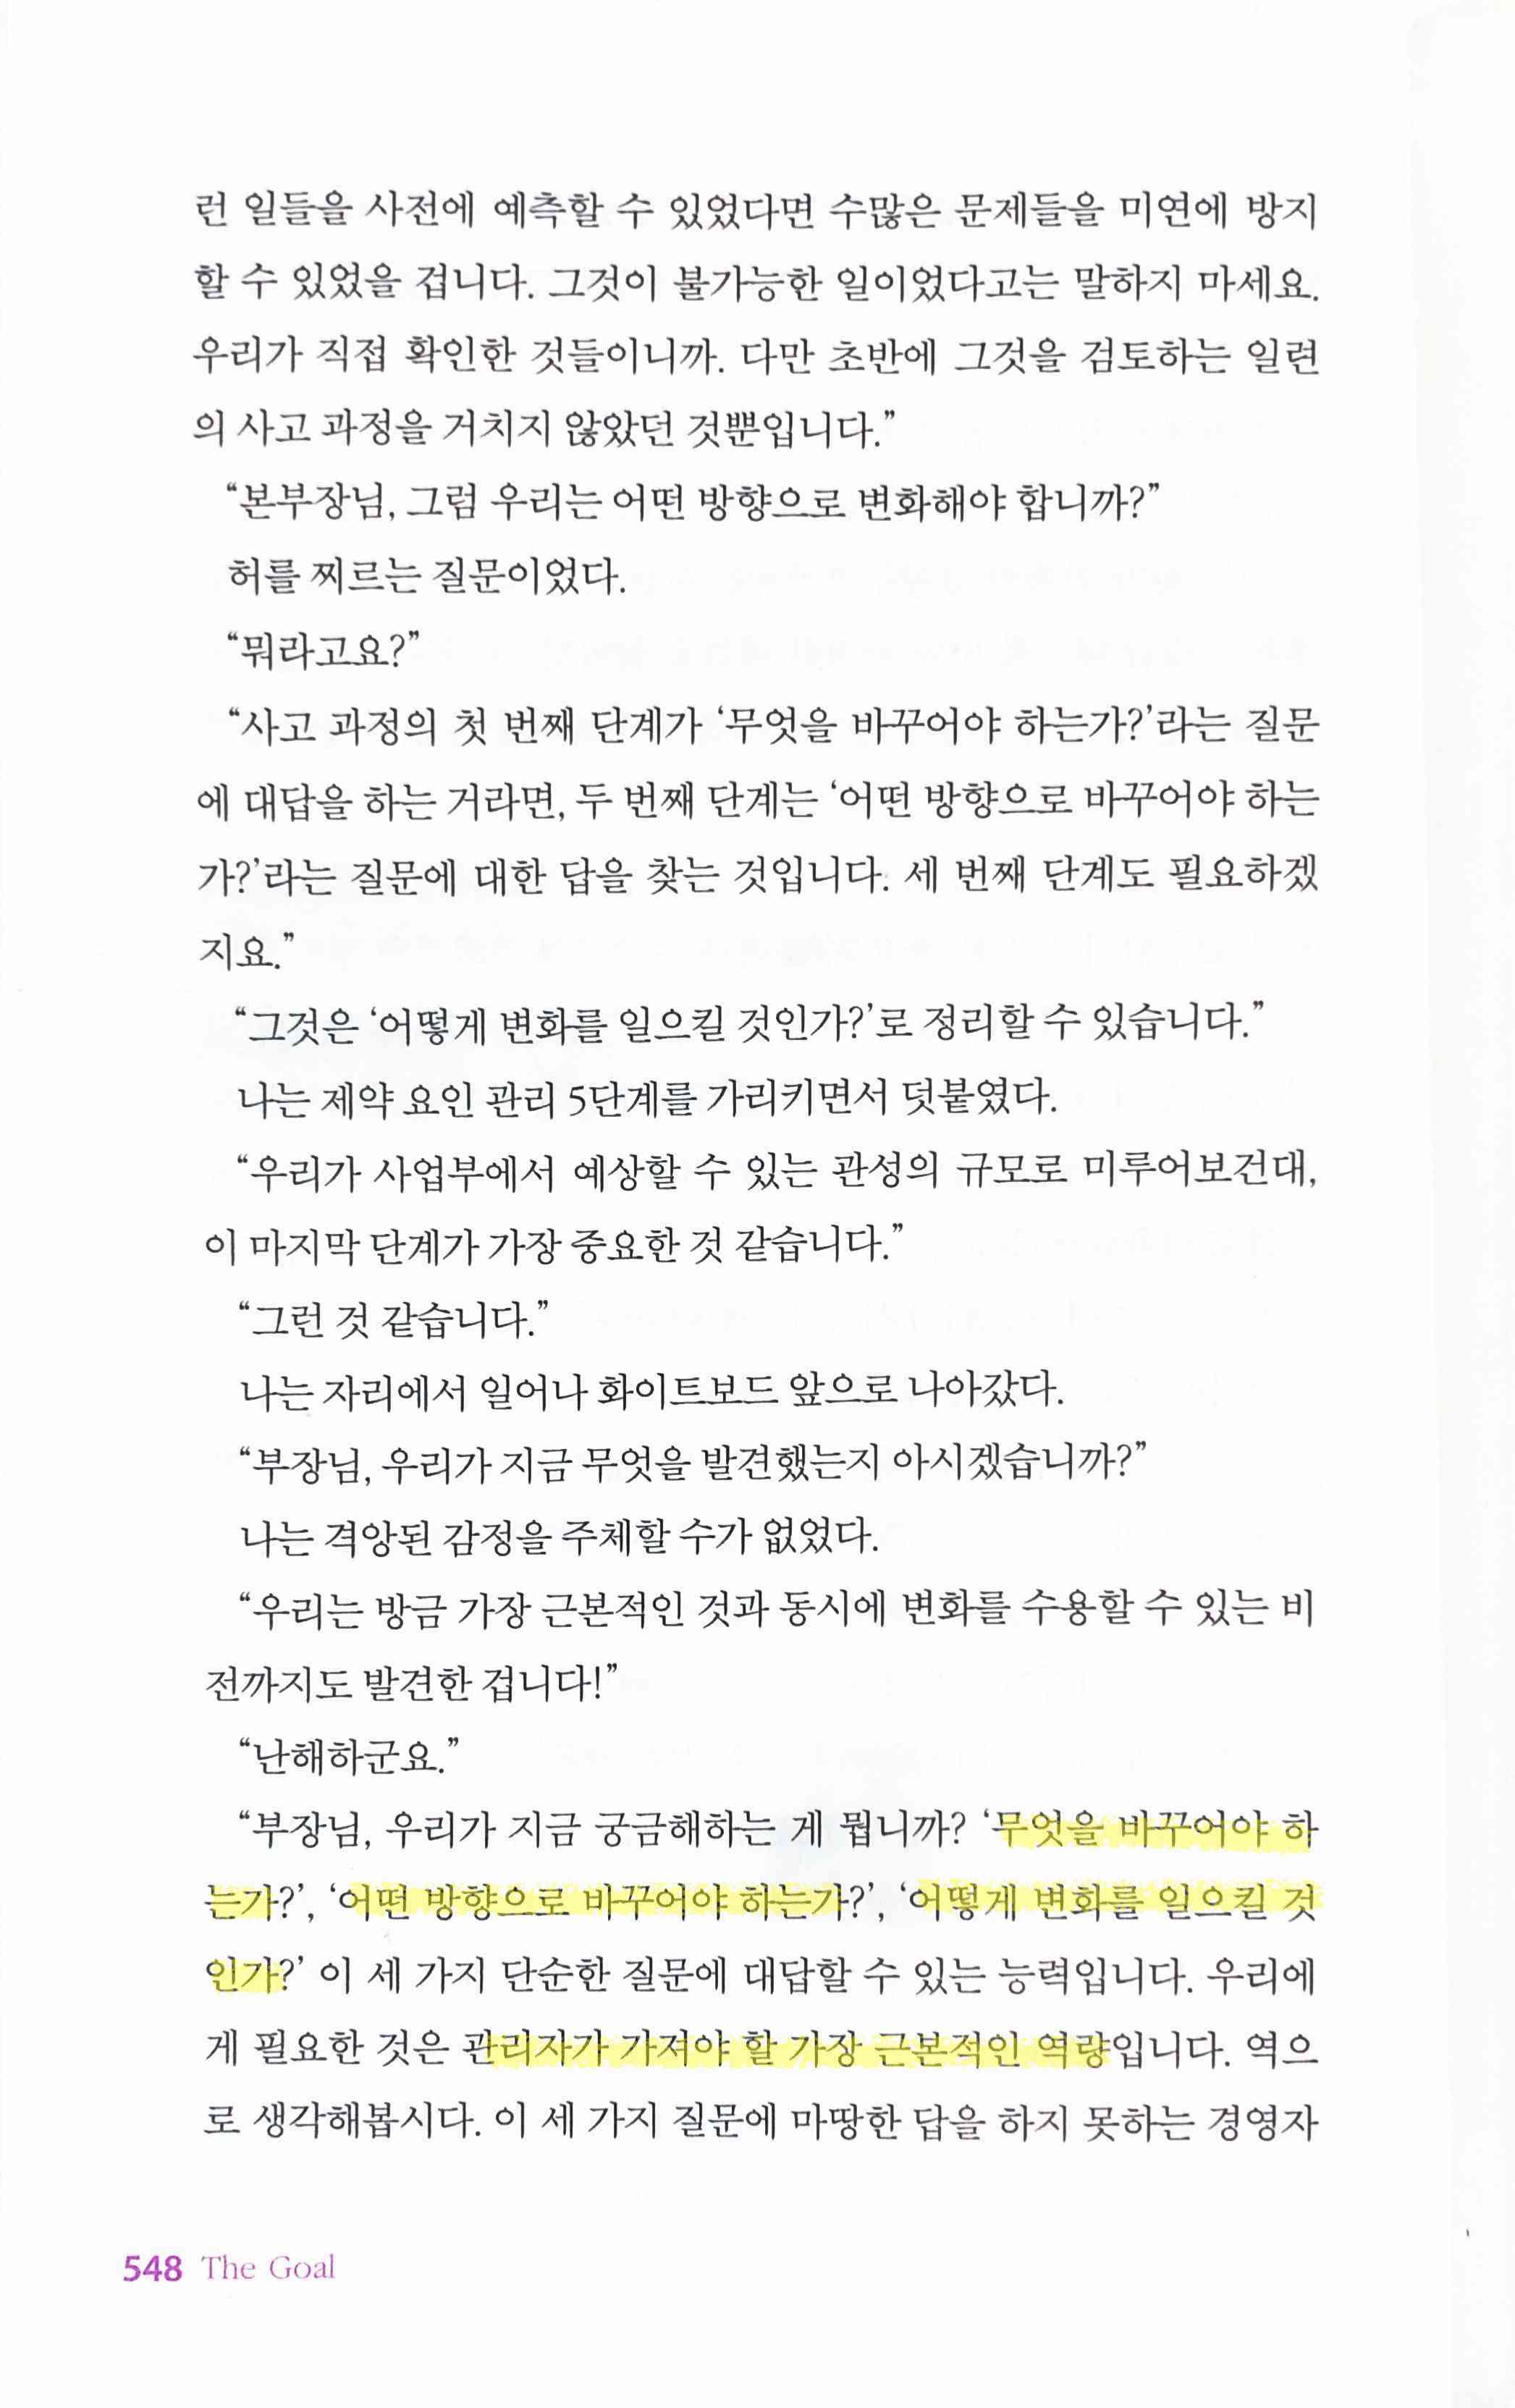 런 일들을 사전에 예측할 수 있었다면 수많은 문제들을 미연에 방지
할 수 있었을 겁니다. 그것이 불가능한 일이었다고는 말하지 마세요.
우리가 직접 확인한 것들이니까. 다만 초반에 그것을 검토하는 일련
의 사고 과정을 거치지 않았던 것뿐입니다.”
“본부장님, 그럼 우리는 어떤 방향으로 변화해야 합니까?”
허를 찌르는 질문이었다.
“뭐라고요?”
“사고 과정의 첫 번째 단계가 ‘무엇을 바꾸어야 하는가?’라는 질문
에 대답을 하는 거라면, 두 번째 단계는 ‘어떤 방향으로 바꾸어야 하는
가?’라는 질문에 대한 답을 찾는 것입니다. 세 번째 단계도 필요하겠
지요.”
“그것은 ‘어떻게 변화를 일으킬 것인가?’로 정리할 수 있습니다.”
나는 제약 요인 관리 5단계를 가리키면서 덧붙였다.
“우리가 사업부에서 예상할 수 있는 관성의 규모로 미루어보건대,
이 마지막 단계가 가장 중요한 것 같습니다.”
“그런 것 같습니다.”
나는 자리에서 일어나 화이트보드 앞으로 나아갔다.
“부장님, 우리가 지금 무엇을 발견했는지 아시겠습니까?”
나는 격앙된 감정을 주체할 수가 없었다.
“우리는 방금 가장 근본적인 것과 동시에 변화를 수용할 수 있는 비
전까지도 발견한 겁니다!”
“난해하군요.”
“부장님, 우리가 지금 궁금해하는 게 뭡니까? ‘무엇을 바꾸어야 하
는가?’, ‘어떤 방향으로 바꾸어야 하는가?’, ‘어떻게 변화를 일으킬 것
인가?’ 이 세 가지 단순한 질문에 대답할 수 있는 능력입니다. 우리에
게 필요한 것은 관리자가 가져야 할 가장 근본적인 역량입니다. 역으
로 생각해봅시다. 이 세 가지 질문에 마땅한 답을 하지 못하는 경영자
548 The Goal